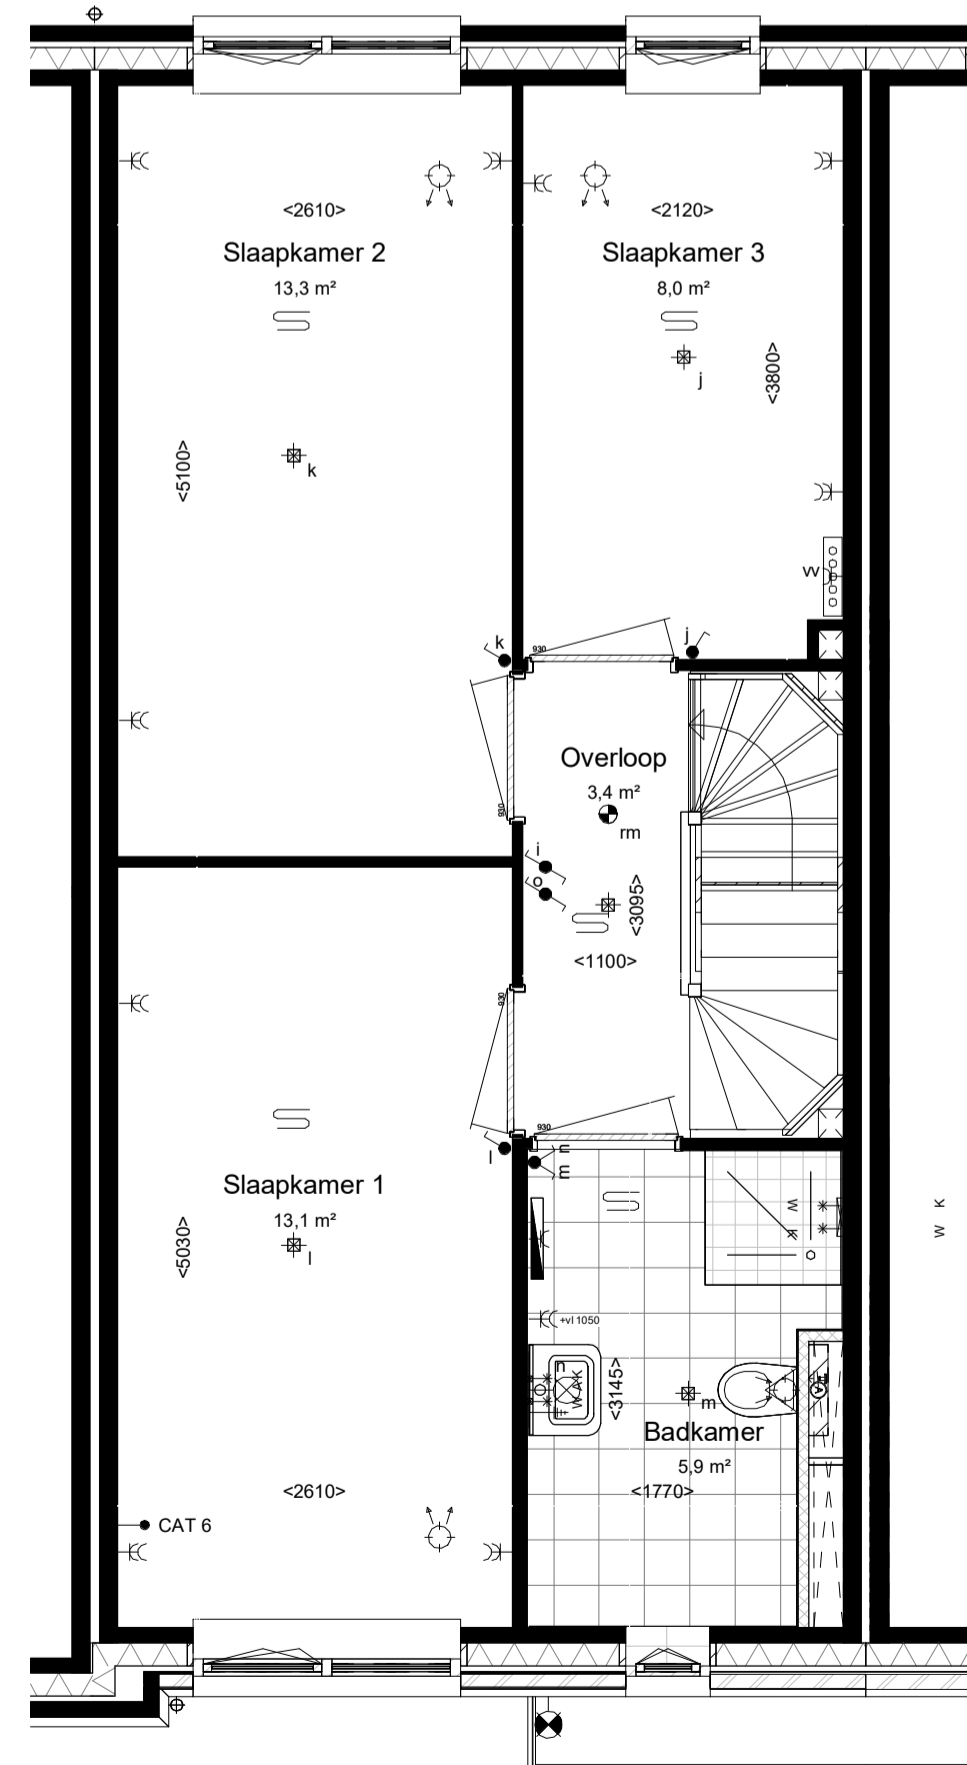 <2610>
Slaapkamer 2
13,3 m²
<5100>
k
k
<2120>
Slaapkamer 3
8,0 m²
<3800>
j
VV
j
930
930
Overloop
3,4 m²
rm
i
o
<3095>
<1100>
930
930
l
n
m
Slaapkamer 1
13,1 m²
<5030>
l
<2610>
CAT 6
W K
W K
+vl 1050
n
WAK
<3145>
m
Badkamer
5,9 m²
<1770>